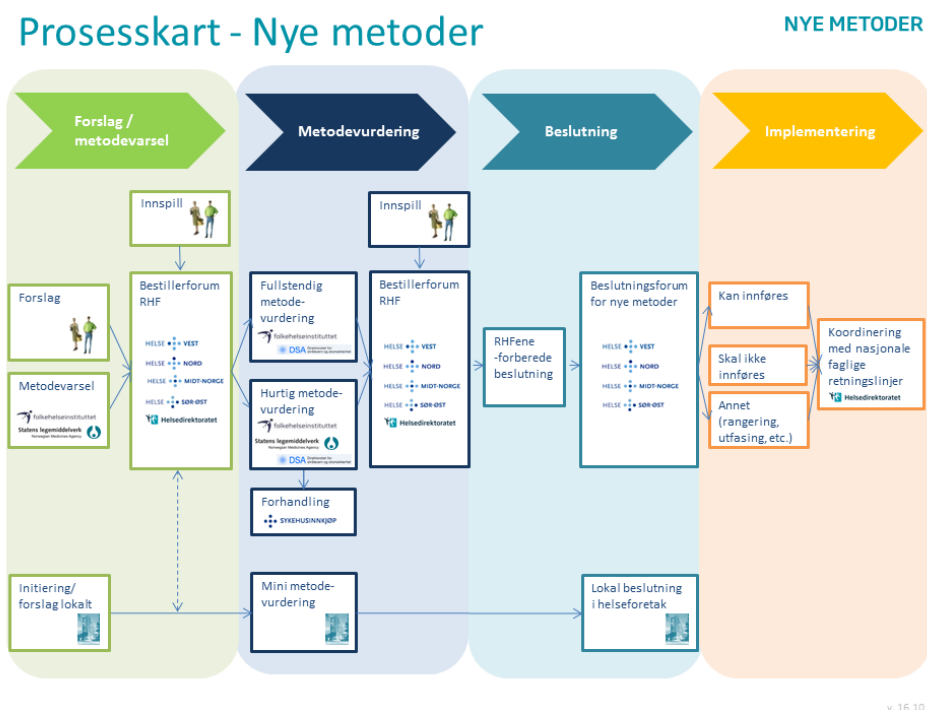 Prosesskart - Nye metoder
NYE METODER
Forslag /
metodevarsel
Metodevurdering
Beslutning
Implementering
Innspill
Innspill
Forslag
Metodevarsel
folkehelseinstituttet
Statens legemiddelverk
Norwegian Medicines Agency
Bestillerforum
RHF
HELSE VEST
HELSE NORD
HELSE MIDT-NORGE
HELSE SØR-ØST
Helsedirektoratet
Fullstendig
metode-
vurdering
folkehelseinstituttet
DSA
Hurtig metode-
vurdering
folkehelseinstituttet
Statens legemiddelverk
Norwegian Medicines Agency
DSA
Forhandling
SYKEHUSINNKJØP
Bestillerforum
RHF
HELSE VEST
HELSE NORD
HELSE MIDT-NORGE
HELSE SØR-ØST
Helsedirektoratet
RHFene
-forberede
beslutning
Beslutningsforum
for nye metoder
HELSE VEST
HELSE NORD
HELSE MIDT-NORGE
HELSE SØR-ØST
Kan innføres
Skal ikke
innføres
Annet
(rangering,
utfasing, etc.)
Koordinering
med nasjonale
faglige
retningslinjer
Helsedirektoratet
Initiering/
forslag lokalt
Mini metode-
vurdering
Lokal beslutning
i helseforetak
v. 16.10